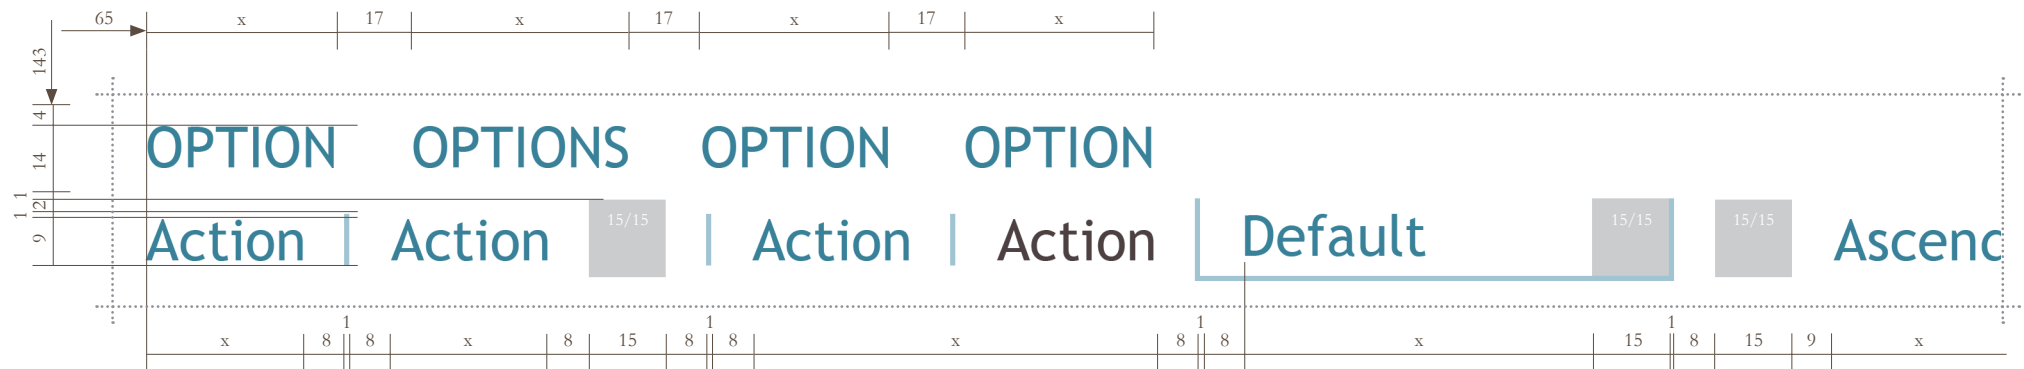 65 x 17 x 17 x 17 x
143
4
OPTION OPTIONS OPTION OPTION
14
1 1
2
Action Action 15/15 Action Action Default 15/15 15/15 Ascenc
9
1 1 1 1
x 8 8 x 8 15 8 8 x 8 8 x 15 8 15 9 x